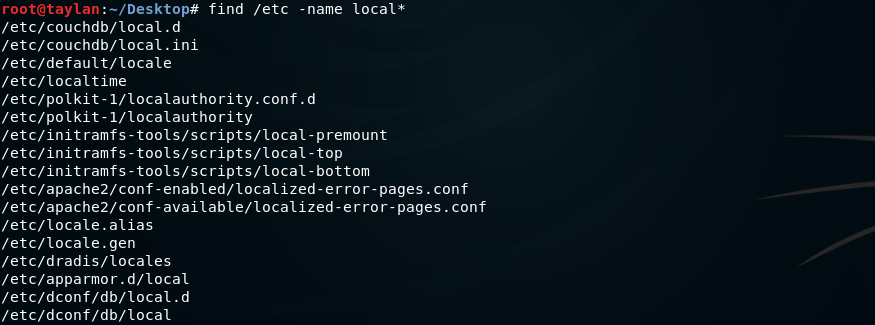 root@taylan:~/Desktop# find /etc -name local*
/etc/couchdb/local.d
/etc/couchdb/local.ini
/etc/default/locale
/etc/localtime
/etc/polkit-1/localauthority.conf.d
/etc/polkit-1/localauthority
/etc/initramfs-tools/scripts/local-premount
/etc/initramfs-tools/scripts/local-top
/etc/initramfs-tools/scripts/local-bottom
/etc/apache2/conf-enabled/localized-error-pages.conf
/etc/apache2/conf-available/localized-error-pages.conf
/etc/locale.alias
/etc/locale.gen
/etc/dradis/locales
/etc/apparmor.d/local
/etc/dconf/db/local.d
/etc/dconf/db/local